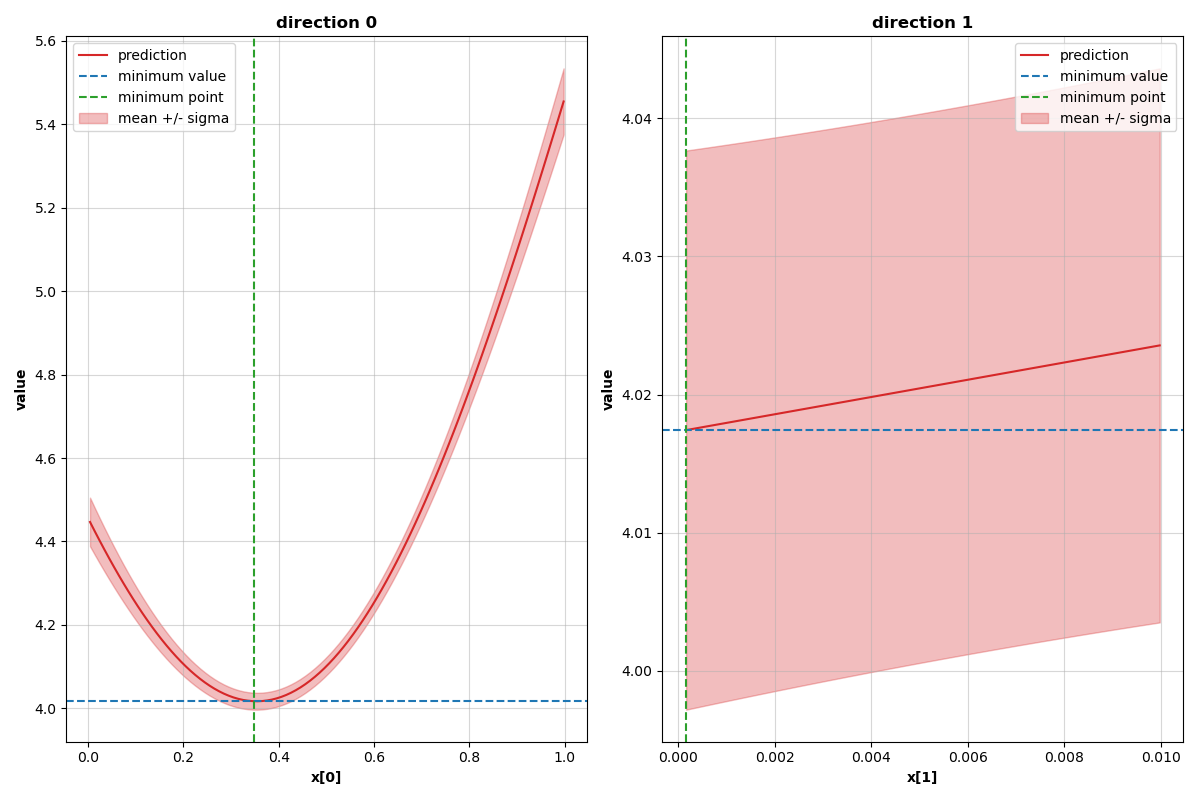 direction 0
5.6
5.4
5.2
5.0
4.8
4.6
4.4
4.2
4.0
value
prediction
minimum value
minimum point
mean +/- sigma
0.0 0.2 0.4 0.6 0.8 1.0
x[0]
direction 1
4.04
4.03
4.02
4.01
4.00
value
prediction
minimum value
minimum point
mean +/- sigma
0.000 0.002 0.004 0.006 0.008 0.010
x[1]